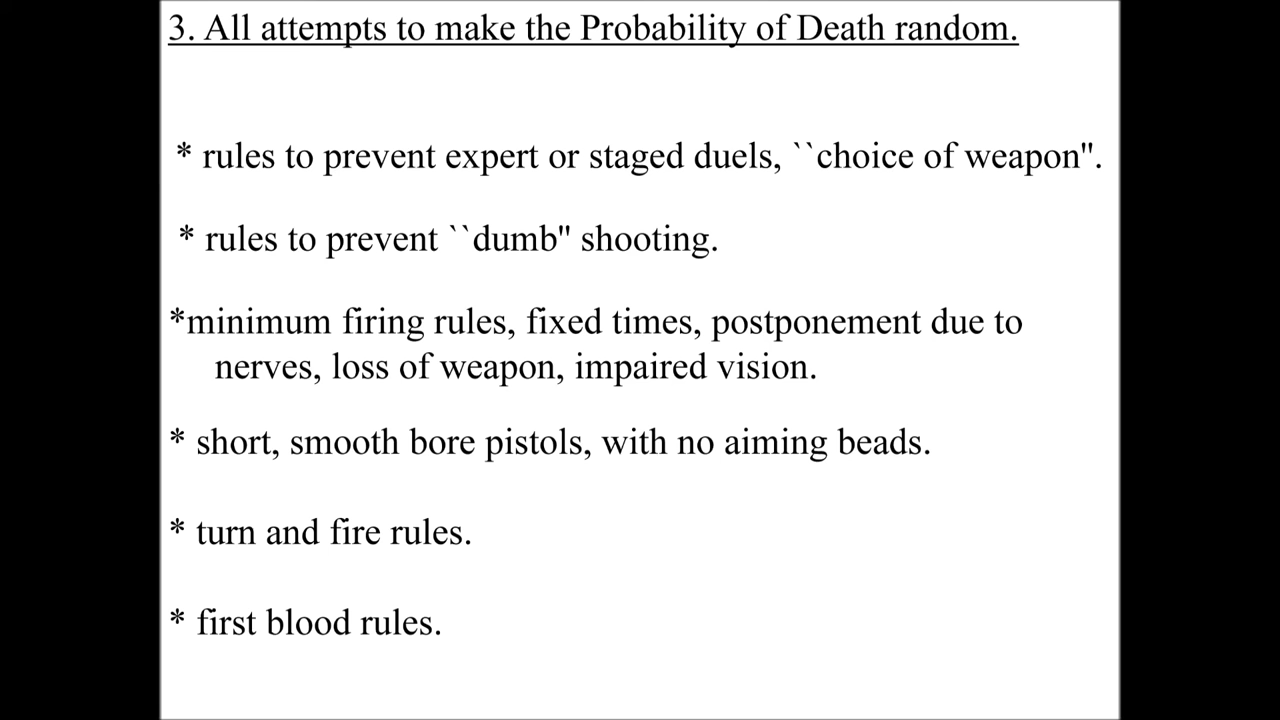 3. All attempts to make the Probability of Death random.
* rules to prevent expert or staged duels, ``choice of weapon".
* rules to prevent ``dumb" shooting.
*minimum firing rules, fixed times, postponement due to
nerves, loss of weapon, impaired vision.
* short, smooth bore pistols, with no aiming beads.
* turn and fire rules.
* first blood rules.